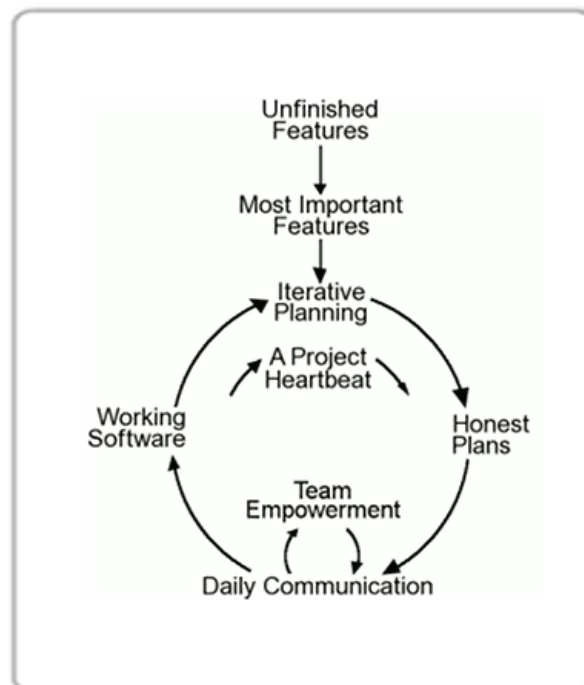 Unfinished
Features
Most Important
Features
Iterative
Planning
A Project
Heartbeat
Working
Software
Honest
Plans
Team
Empowerment
Daily Communication